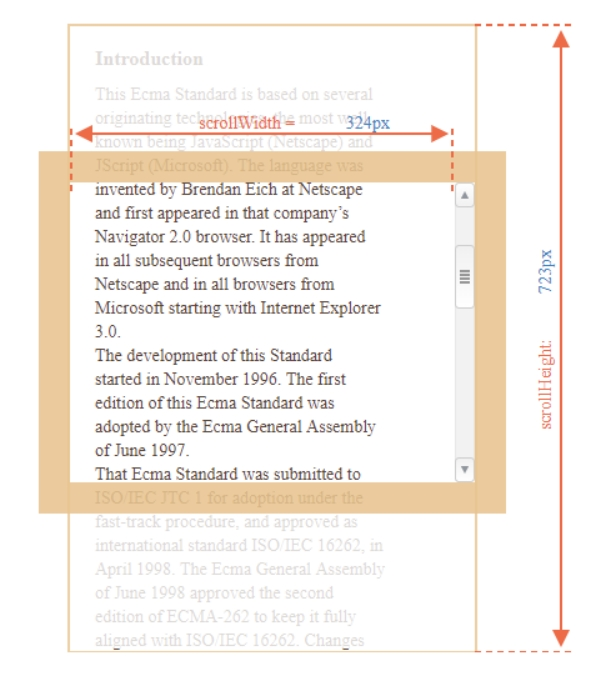 Introduction
This Ecma Standard is based on several
originating technologies, the most well-
scrollWidth = 324px
known being JavaScript (Netscape) and
JScript (Microsoft). The language was
invented by Brendan Eich at Netscape
and first appeared in that company’s
Navigator 2.0 browser. It has appeared
in all subsequent browsers from
Netscape and in all browsers from
Microsoft starting with Internet Explorer
3.0.
The development of this Standard
started in November 1996. The first
edition of this Ecma Standard was
adopted by the Ecma General Assembly
of June 1997.
That Ecma Standard was submitted to
ISO/IEC JTC 1 for adoption under the
fast-track procedure, and approved as
international standard ISO/IEC 16262, in
April 1998. The Ecma General Assembly
of June 1998 approved the second
edition of ECMA-262 to keep it fully
aligned with ISO/IEC 16262. Changes
scrollHeight: 723px